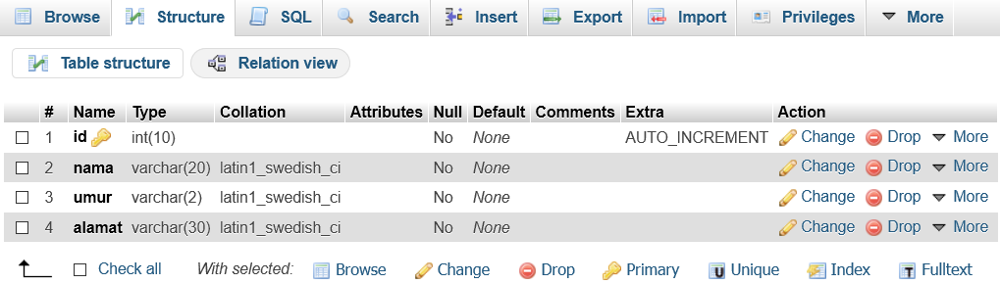 Browse Structure SQL Search Insert Export Import Privileges More
Table structure Relation view
# Name Type Collation Attributes Null Default Comments Extra Action
1 id int(10) No None AUTO_INCREMENT Change Drop More
2 nama varchar(20) latin1_swedish_ci No None Change Drop More
3 umur varchar(2) latin1_swedish_ci No None Change Drop More
4 alamat varchar(30) latin1_swedish_ci No None Change Drop More
Check all With selected: Browse Change Drop Primary Unique Index Fulltext